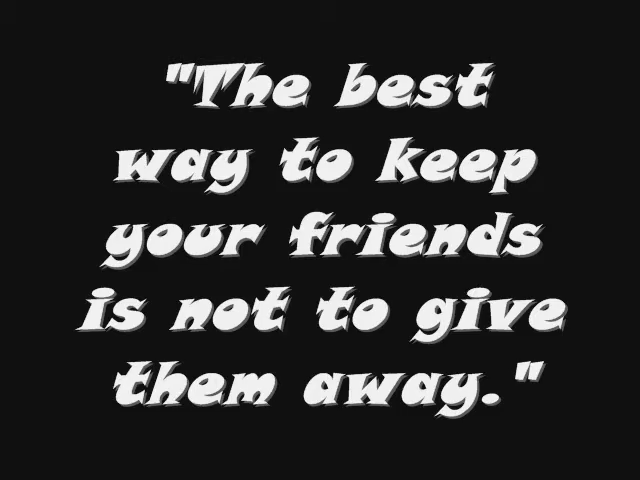 "The best
way to keep
your friends
is not to give
them away."